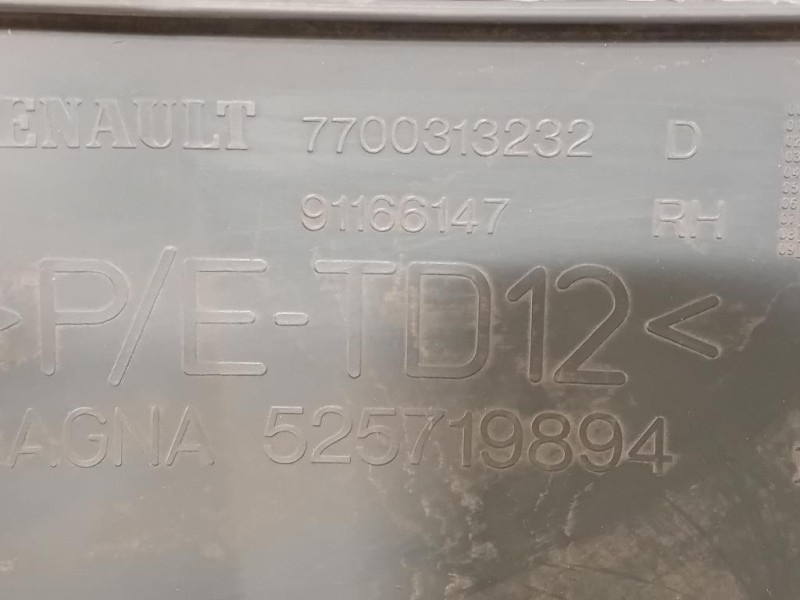 ENAULT 7700313232 D
91166147 RH
>P/E-TD12<
AGNA 525719894